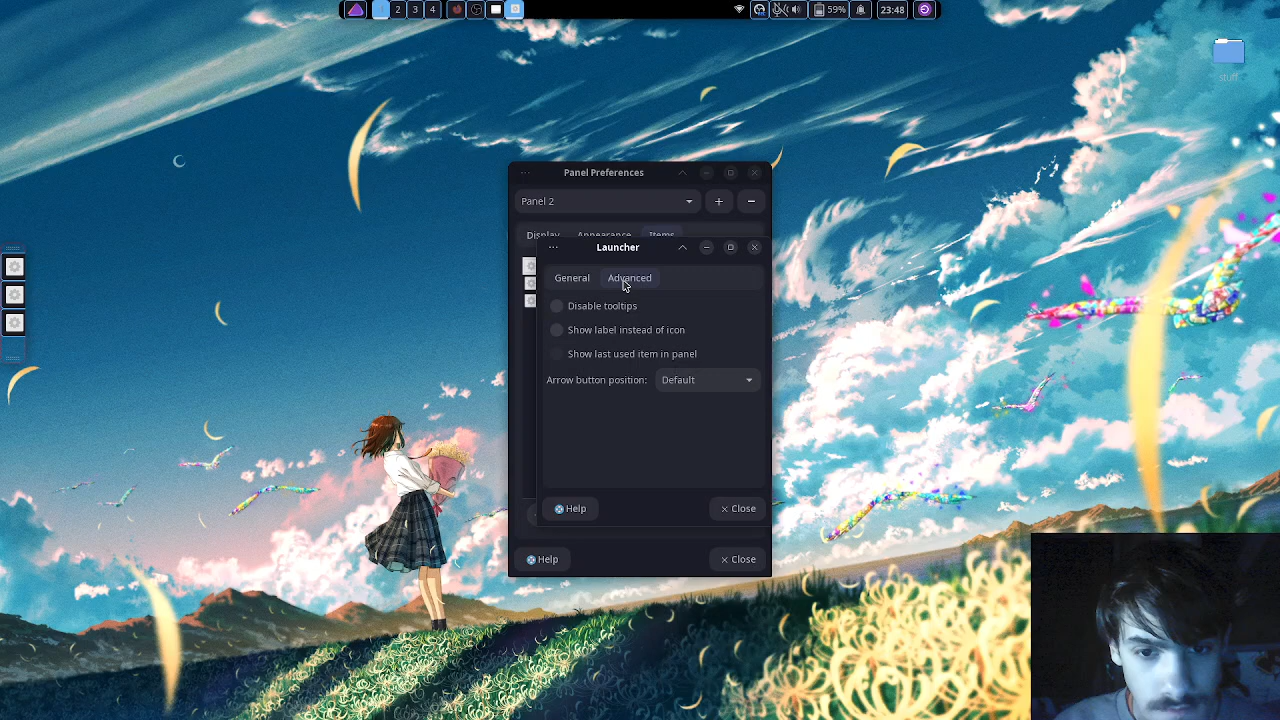 1 2 3 4 59% 23:48
stuff
Panel Preferences
Panel 2
Display Appearance Items
Launcher
General Advanced
Disable tooltips
Show label instead of icon
Show last used item in panel
Arrow button position: Default
Help Close
Help Close